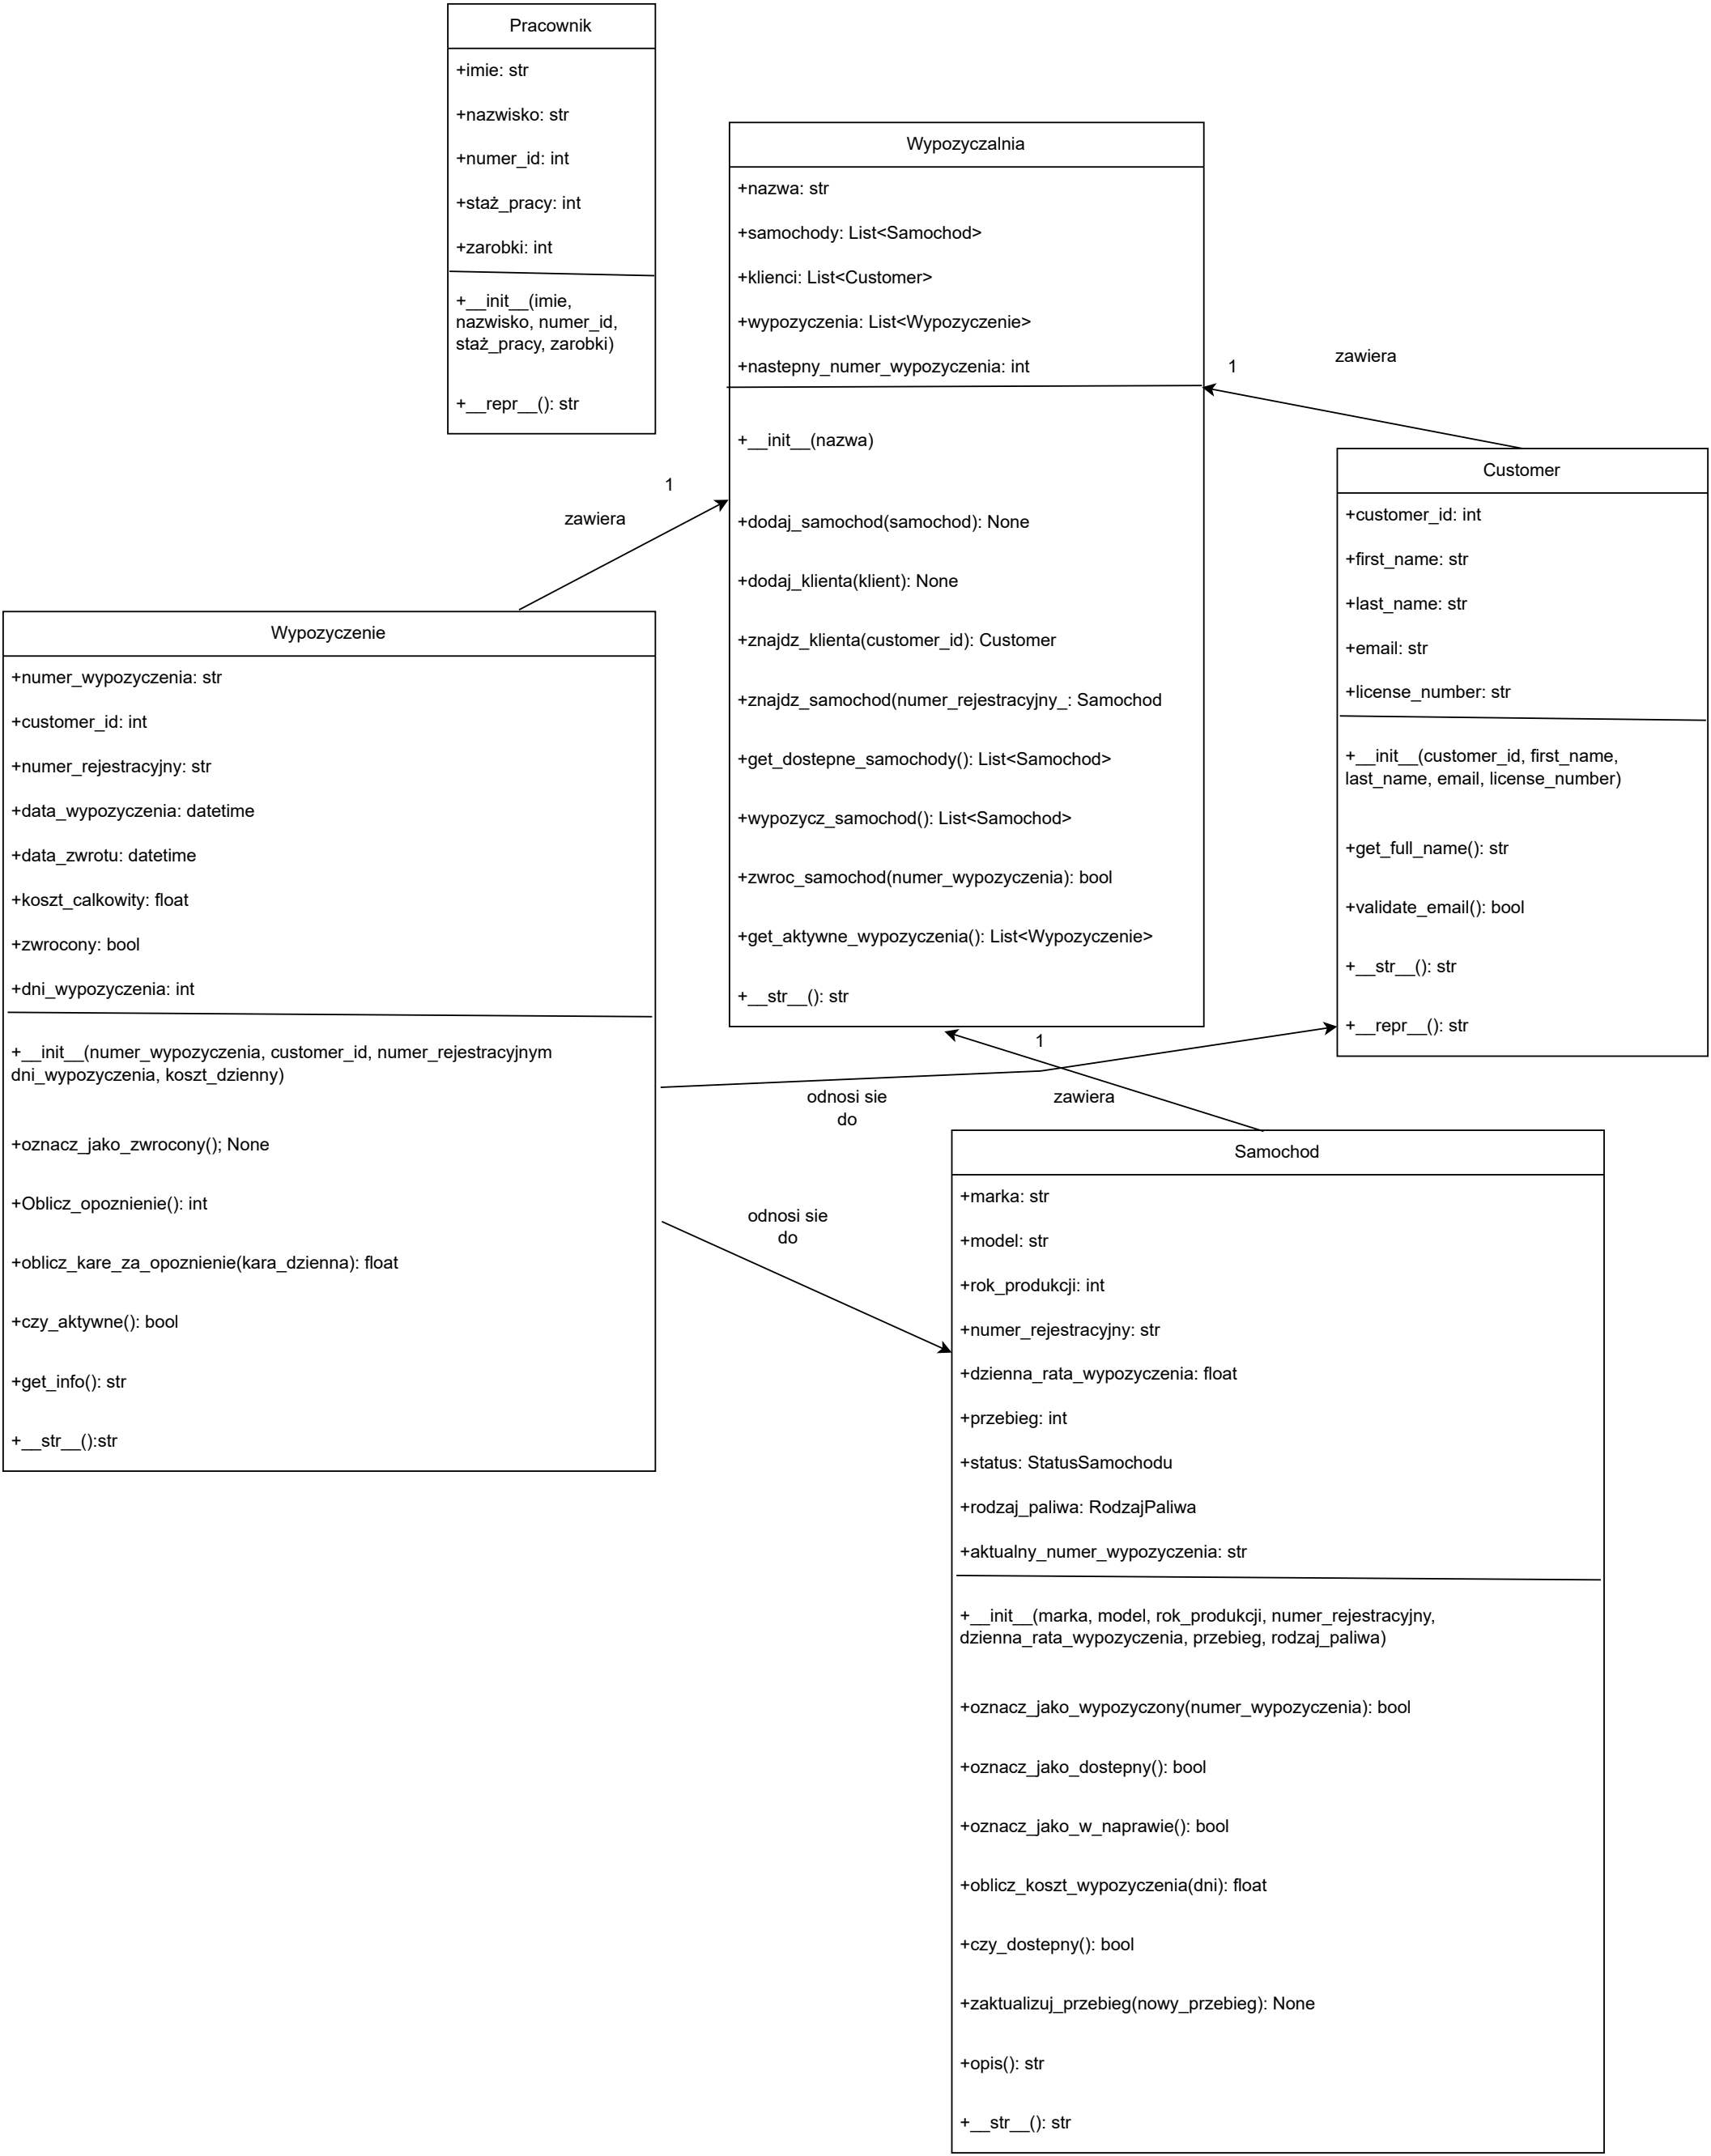 Pracownik
+imie: str
+nazwisko: str
+numer_id: int
+staż_pracy: int
+zarobki: int
+__init__(imie,
nazwisko, numer_id,
staż_pracy, zarobki)
+__repr__(): str
Wypozyczalnia
+nazwa: str
+samochody: List<Samochod>
+klienci: List<Customer>
+wypozyczenia: List<Wypozyczenie>
+nastepny_numer_wypozyczenia: int
+__init__(nazwa)
+dodaj_samochod(samochod): None
+dodaj_klienta(klient): None
+znajdz_klienta(customer_id): Customer
+znajdz_samochod(numer_rejestracyjny_: Samochod
+get_dostepne_samochody(): List<Samochod>
+wypozycz_samochod(): List<Samochod>
+zwroc_samochod(numer_wypozyczenia): bool
+get_aktywne_wypozyczenia(): List<Wypozyczenie>
+__str__(): str
1
zawiera
1
zawiera
Customer
+customer_id: int
+first_name: str
+last_name: str
+email: str
+license_number: str
+__init__(customer_id, first_name,
last_name, email, license_number)
+get_full_name(): str
+validate_email(): bool
+__str__(): str
+__repr__(): str
Wypozyczenie
+numer_wypozyczenia: str
+customer_id: int
+numer_rejestracyjny: str
+data_wypozyczenia: datetime
+data_zwrotu: datetime
+koszt_calkowity: float
+zwrocony: bool
+dni_wypozyczenia: int
+__init__(numer_wypozyczenia, customer_id, numer_rejestracyjnym
dni_wypozyczenia, koszt_dzienny)
+oznacz_jako_zwrocony(); None
+Oblicz_opoznienie(): int
+oblicz_kare_za_opoznienie(kara_dzienna): float
+czy_aktywne(): bool
+get_info(): str
+__str__():str
1
zawiera
odnosi sie
do
odnosi sie
do
Samochod
+marka: str
+model: str
+rok_produkcji: int
+numer_rejestracyjny: str
+dzienna_rata_wypozyczenia: float
+przebieg: int
+status: StatusSamochodu
+rodzaj_paliwa: RodzajPaliwa
+aktualny_numer_wypozyczenia: str
+__init__(marka, model, rok_produkcji, numer_rejestracyjny,
dzienna_rata_wypozyczenia, przebieg, rodzaj_paliwa)
+oznacz_jako_wypozyczony(numer_wypozyczenia): bool
+oznacz_jako_dostepny(): bool
+oznacz_jako_w_naprawie(): bool
+oblicz_koszt_wypozyczenia(dni): float
+czy_dostepny(): bool
+zaktualizuj_przebieg(nowy_przebieg): None
+opis(): str
+__str__(): str